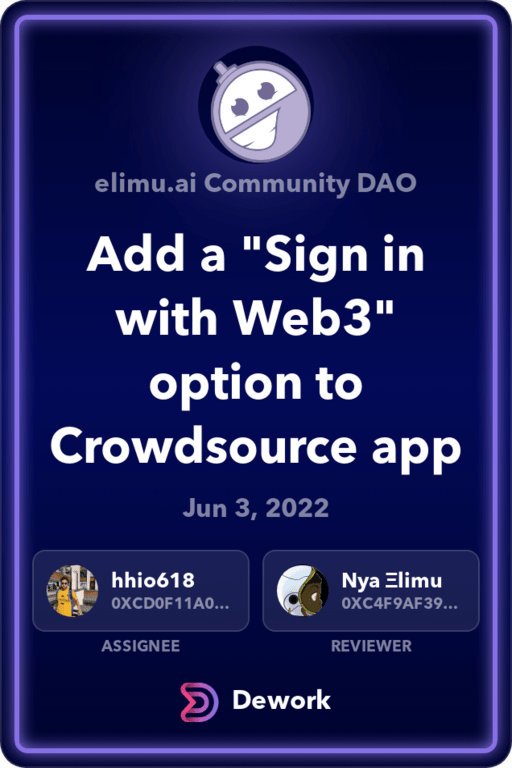 elimu.ai Community DAO
Add a "Sign in
with Web3"
option to
Crowdsource app
Jun 3, 2022
hhio618
0XCD0F11A0...
ASSIGNEE
Nya Ξlimu
0XC4F9AF39...
REVIEWER
Dework